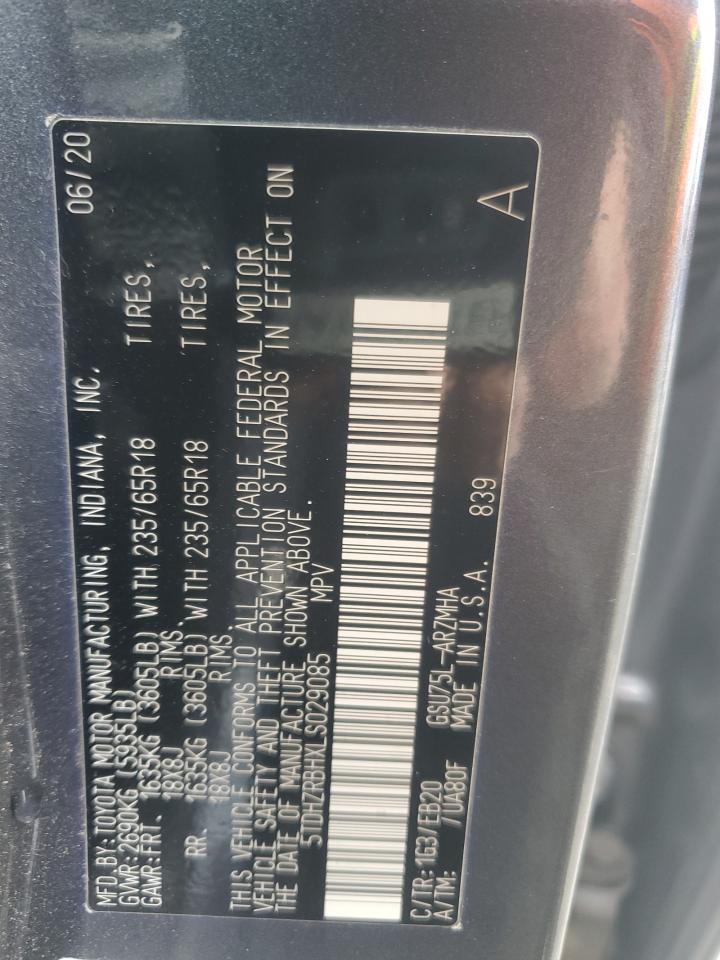 MFD. BY: TOYOTA MOTOR MANUFACTURING, INDIANA, INC. 06/20
GVWR: 2690KG (5935LB)
GAWR: FRT. 1635KG (3605LB) WITH 235/65R18 TIRES,
18X8J RIMS.
RR. 1635KG (3605LB) WITH 235/65R18 TIRES,
18X8J RIMS.
THIS VEHICLE CONFORMS TO ALL APPLICABLE FEDERAL MOTOR
VEHICLE SAFETY AND THEFT PREVENTION STANDARDS IN EFFECT ON
THE DATE OF MANUFACTURE SHOWN ABOVE.
5TDHZRBHXLS029085 MPV
C/TR: 1G3/EB20 GSU75L-ARZMHA
A/TM: /UA80F MADE IN U.S.A. 839
A